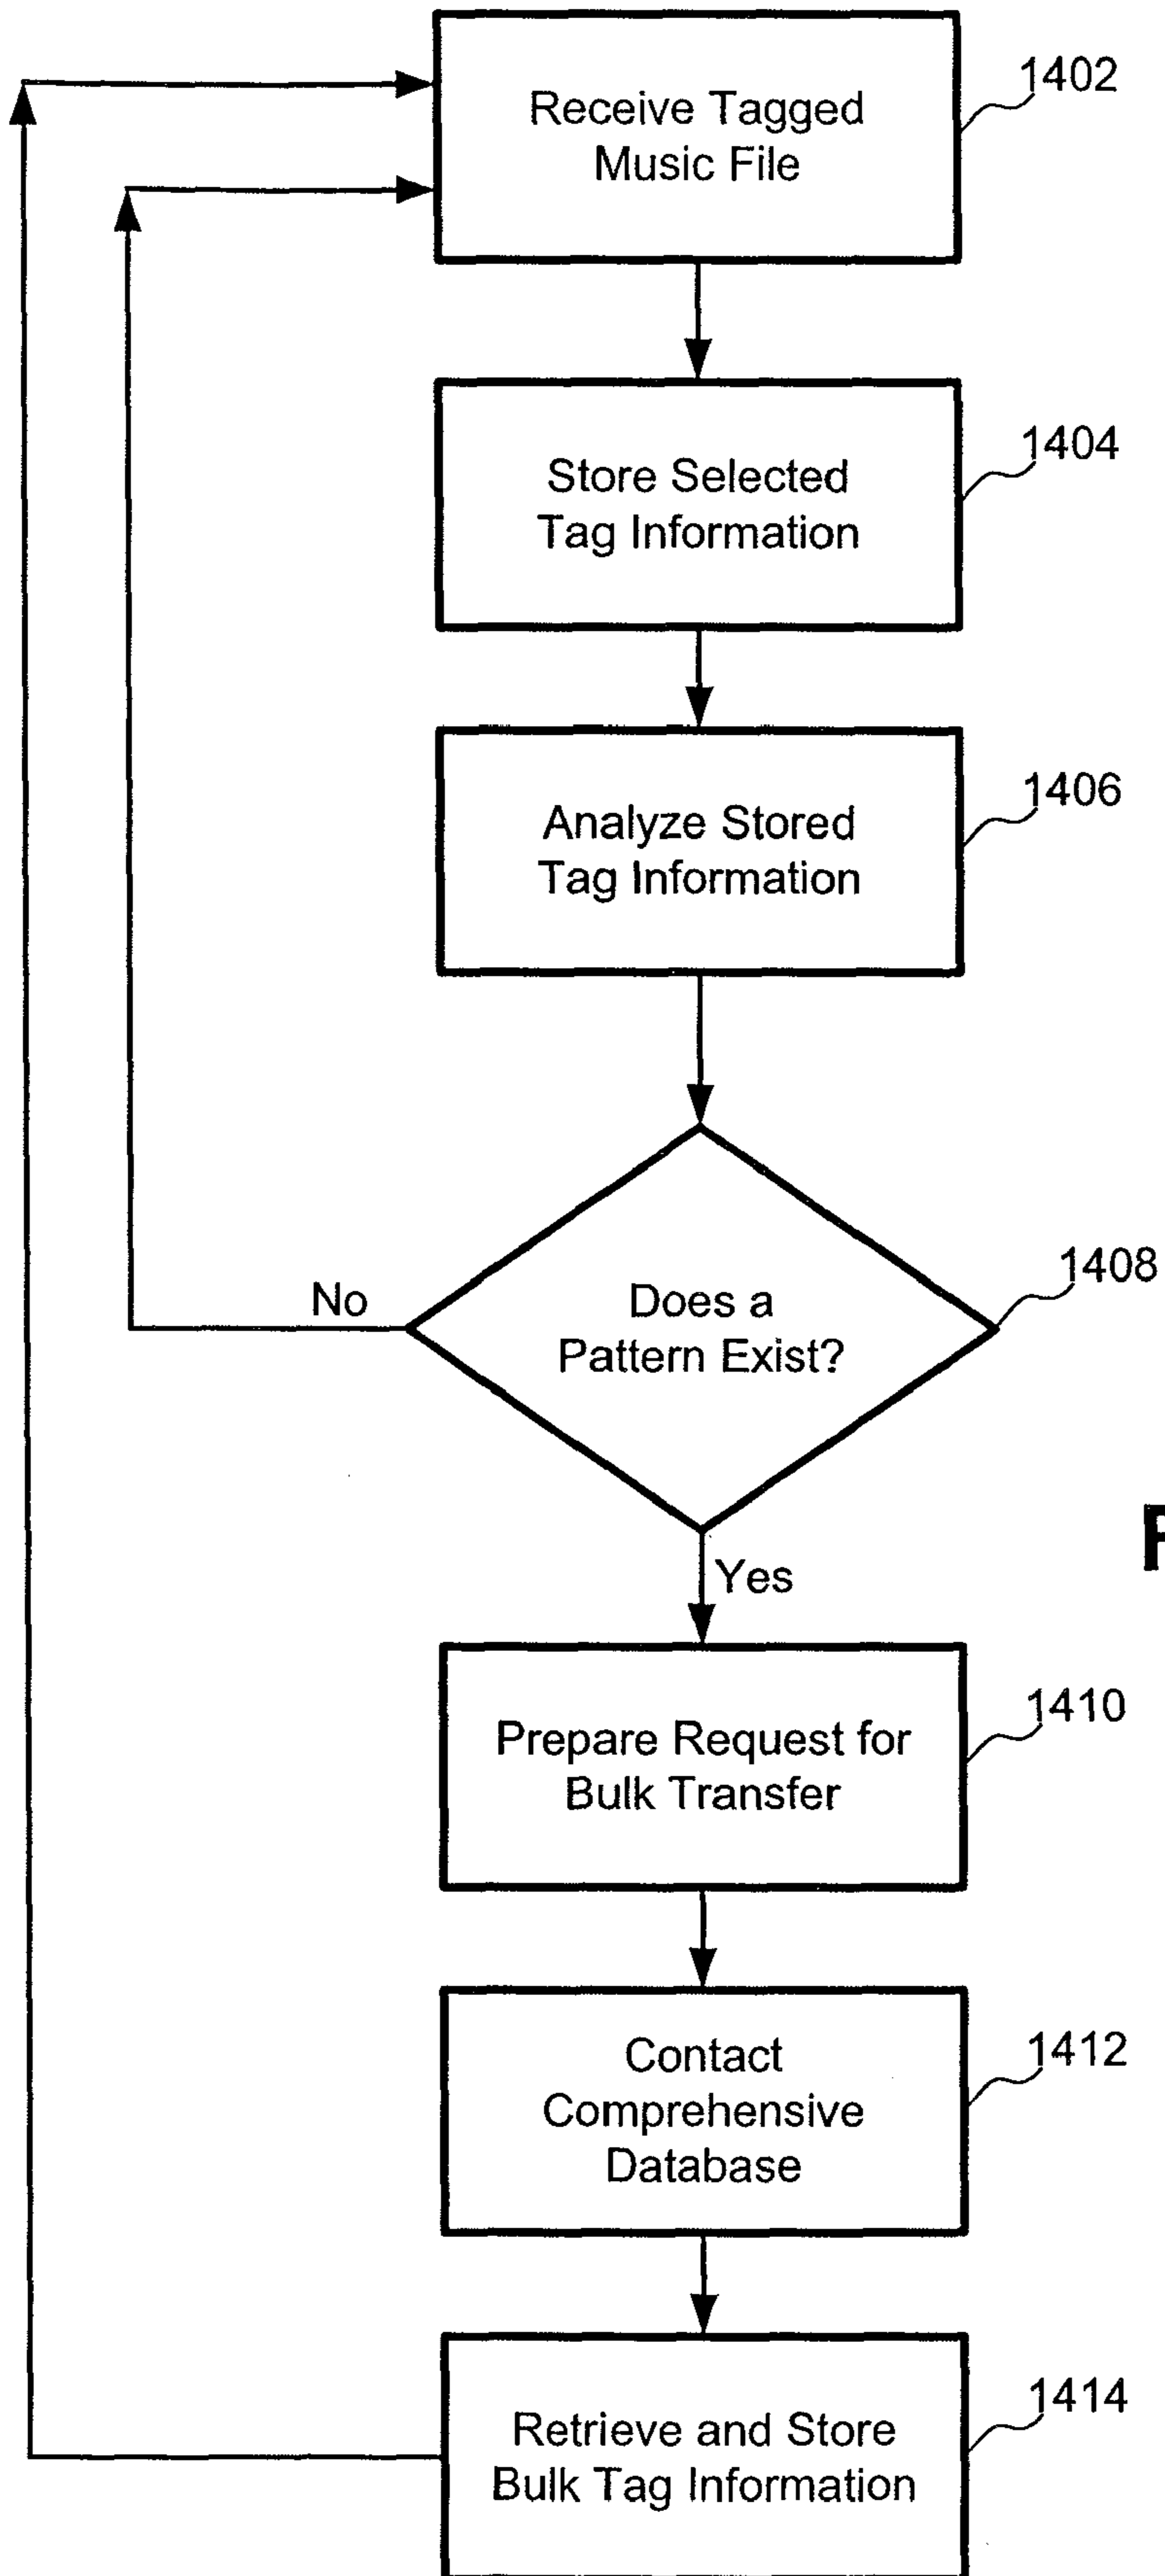 Receive Tagged
Music File
1402
Store Selected
Tag Information
1404
Analyze Stored
Tag Information
1406
Does a
Pattern Exist?
1408
No
Yes
Prepare Request for
Bulk Transfer
1410
Contact
Comprehensive
Database
1412
Retrieve and Store
Bulk Tag Information
1414